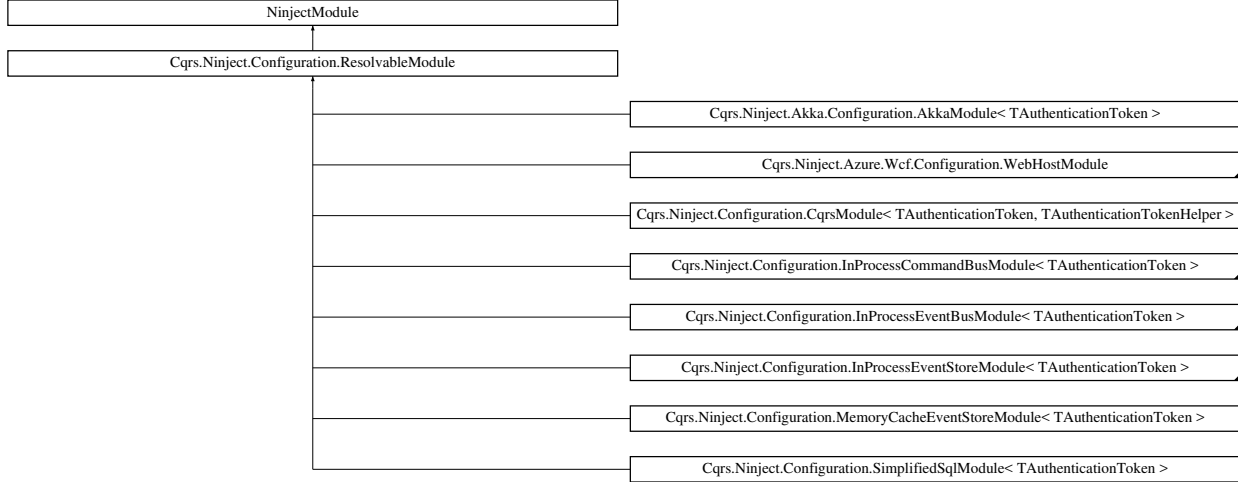 NinjectModule
Cqrs.Ninject.Configuration.ResolvableModule
Cqrs.Ninject.Akka.Configuration.AkkaModule< TAuthenticationToken >
Cqrs.Ninject.Azure.Wcf.Configuration.WebHostModule
Cqrs.Ninject.Configuration.CqrsModule< TAuthenticationToken, TAuthenticationTokenHelper >
Cqrs.Ninject.Configuration.InProcessCommandBusModule< TAuthenticationToken >
Cqrs.Ninject.Configuration.InProcessEventBusModule< TAuthenticationToken >
Cqrs.Ninject.Configuration.InProcessEventStoreModule< TAuthenticationToken >
Cqrs.Ninject.Configuration.MemoryCacheEventStoreModule< TAuthenticationToken >
Cqrs.Ninject.Configuration.SimplifiedSqlModule< TAuthenticationToken >